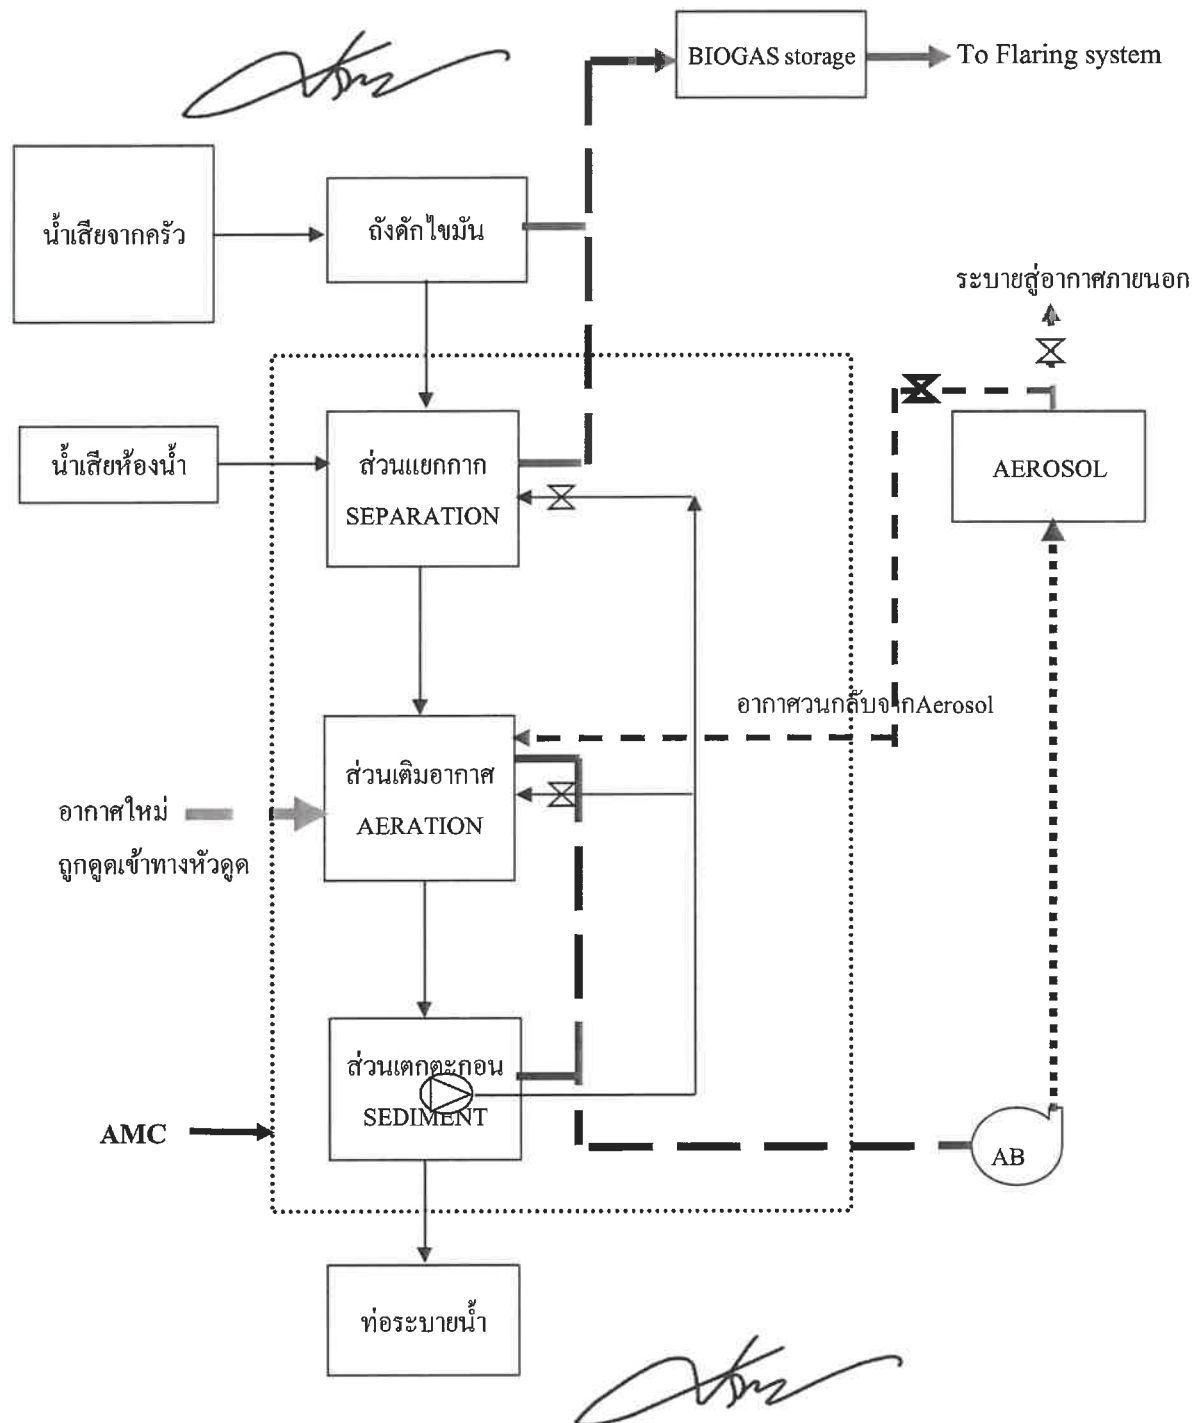 BIOGAS storage
To Flaring system
น้ำเสียจากครัว
ถังดักไขมัน
ระบายสู่อากาศภายนอก
น้ำเสียห้องน้ำ
ส่วนแยกกาก
SEPARATION
AEROSOL
อากาศวนกลับจากAerosol
ส่วนเติมอากาศ
AERATION
อากาศใหม่
ถูกดูดเข้าทางหัวดูด
ส่วนตกตะกอน
SEDIMENT
AMC
AB
ท่อระบายน้ำ